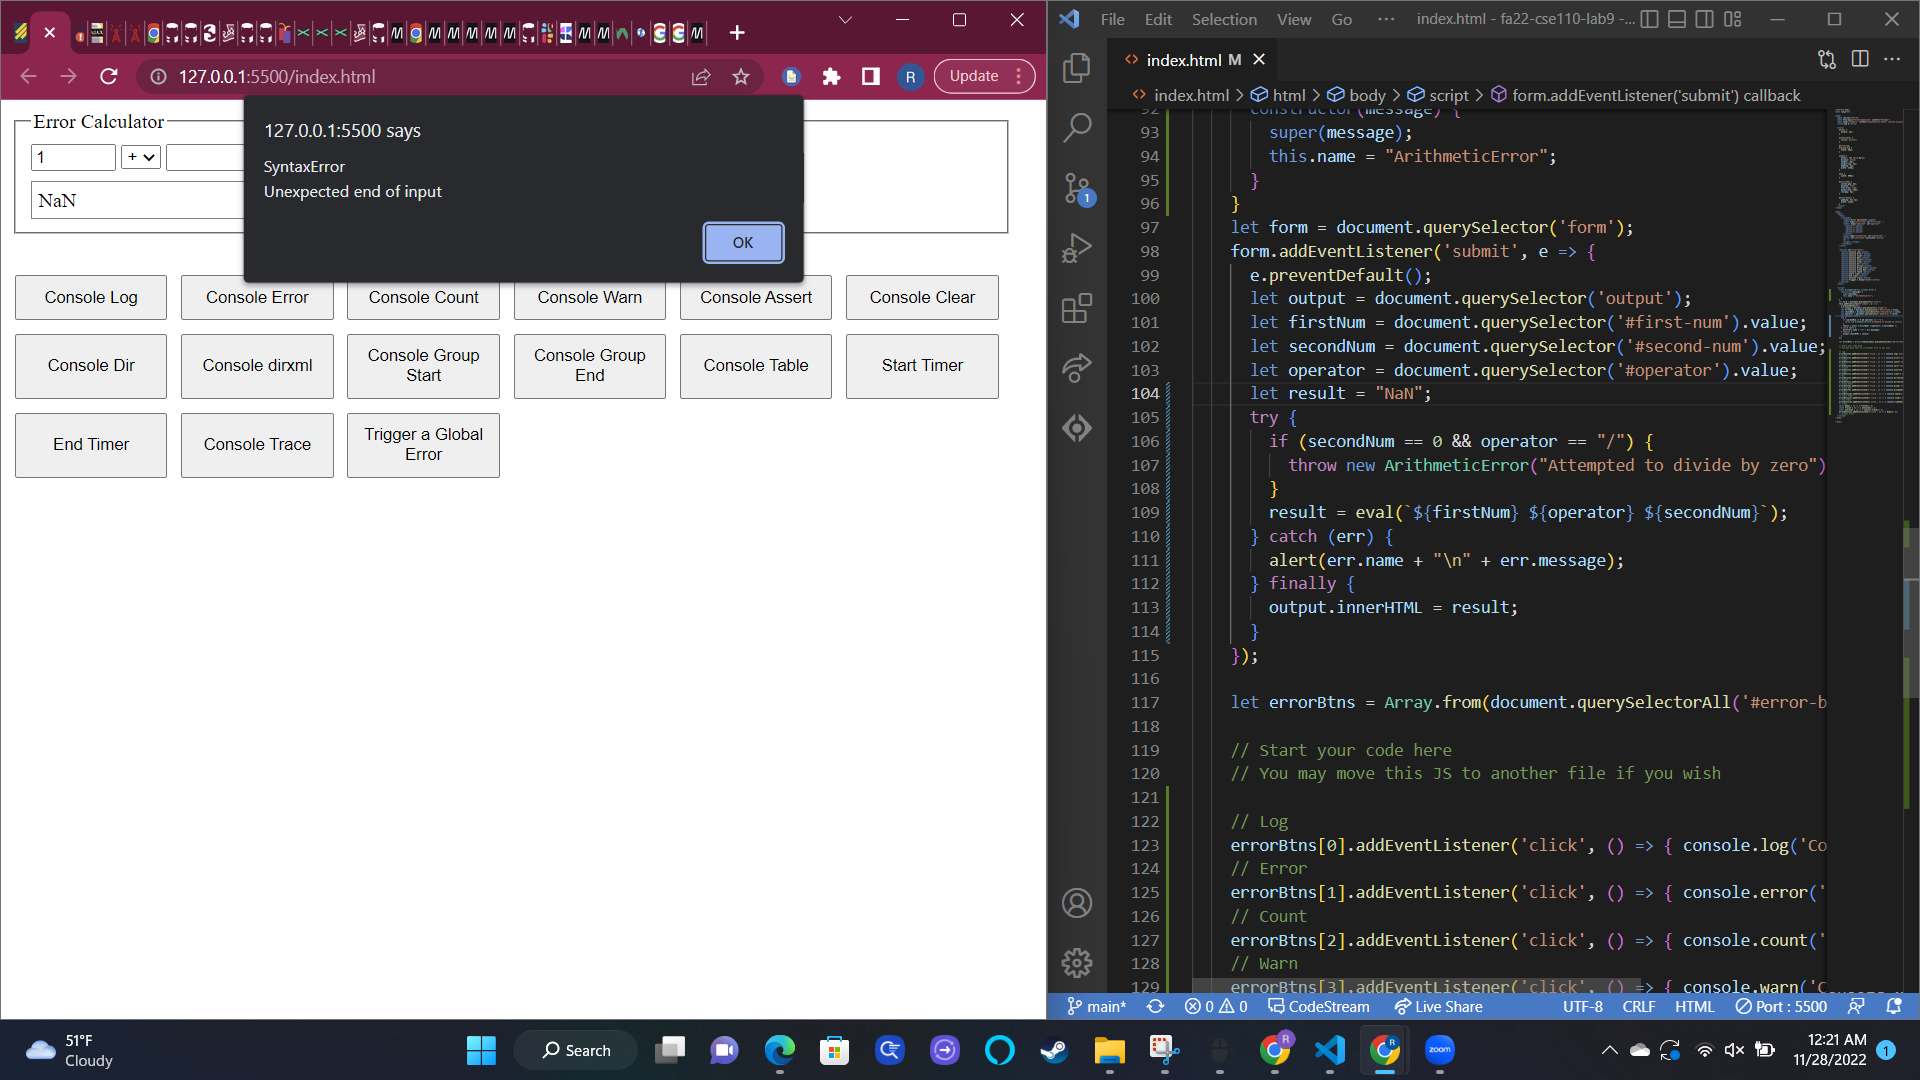 127.0.0.1:5500/index.html
R
Update
127.0.0.1:5500 says
SyntaxError
Unexpected end of input
OK
Error Calculator
1
+
NaN
Console Log
Console Error
Console Count
Console Warn
Console Assert
Console Clear
Console Dir
Console dirxml
Console Group Start
Console Group End
Console Table
Start Timer
End Timer
Console Trace
Trigger a Global Error
File Edit Selection View Go ···
index.html - fa22-cse110-lab9 -...
index.html M
index.html > html > body > script > form.addEventListener('submit') callback
92 constructor(message) {
93 super(message);
94 this.name = "ArithmeticError";
95 }
96 }
97 let form = document.querySelector('form');
98 form.addEventListener('submit', e => {
99 e.preventDefault();
100 let output = document.querySelector('output');
101 let firstNum = document.querySelector('#first-num').value;
102 let secondNum = document.querySelector('#second-num').value;
103 let operator = document.querySelector('#operator').value;
104 let result = "NaN";
105 try {
106 if (secondNum == 0 && operator == "/") {
107 throw new ArithmeticError("Attempted to divide by zero")
108 }
109 result = eval(`${firstNum} ${operator} ${secondNum}`);
110 } catch (err) {
111 alert(err.name + "\n" + err.message);
112 } finally {
113 output.innerHTML = result;
114 }
115 });
116
117 let errorBtns = Array.from(document.querySelectorAll('#error-b
118
119 // Start your code here
120 // You may move this JS to another file if you wish
121
122 // Log
123 errorBtns[0].addEventListener('click', () => { console.log('Co
124 // Error
125 errorBtns[1].addEventListener('click', () => { console.error('
126 // Count
127 errorBtns[2].addEventListener('click', () => { console.count('
128 // Warn
129 errorBtns[3].addEventListener('click', () => { console.warn('C
1
main* 0 0 CodeStream Live Share UTF-8 CRLF HTML Port : 5500
51°F
Cloudy
Search
zoom
12:21 AM
11/28/2022
1